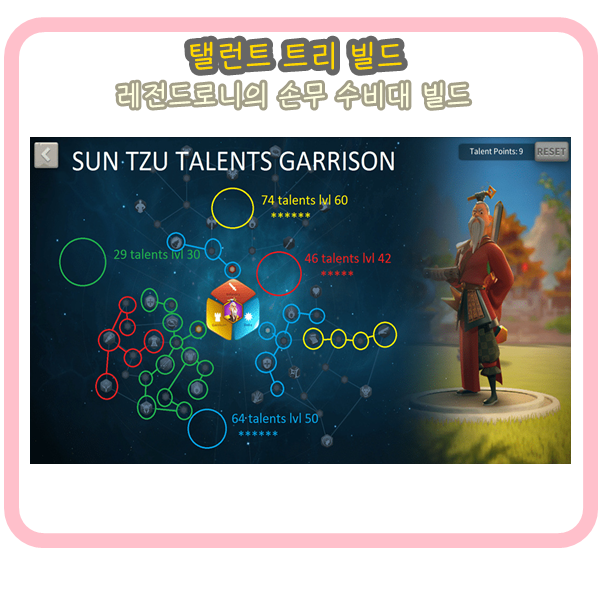 탤런트 트리 빌드
레전드로니의 손무 수비대 빌드
SUN TZU TALENTS GARRISON
Talent Points: 9
RESET
74 talents lvl 60
******
29 talents lvl 30
46 talents lvl 42
*****
64 talents lvl 50
******